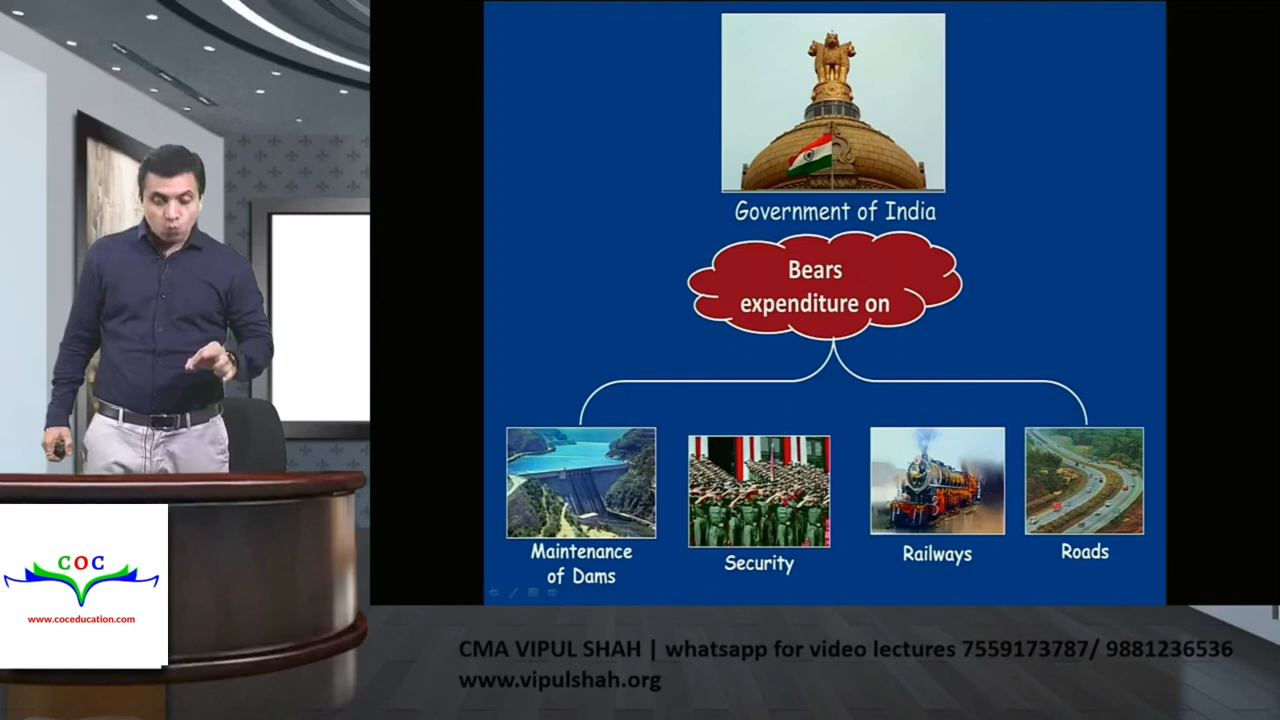 Government of India
Bears
expenditure on
Maintenance
of Dams
Security
Railways
Roads
COC
www.coceducation.com
CMA VIPUL SHAH | whatsapp for video lectures 7559173787/ 9881236536
www.vipulshah.org